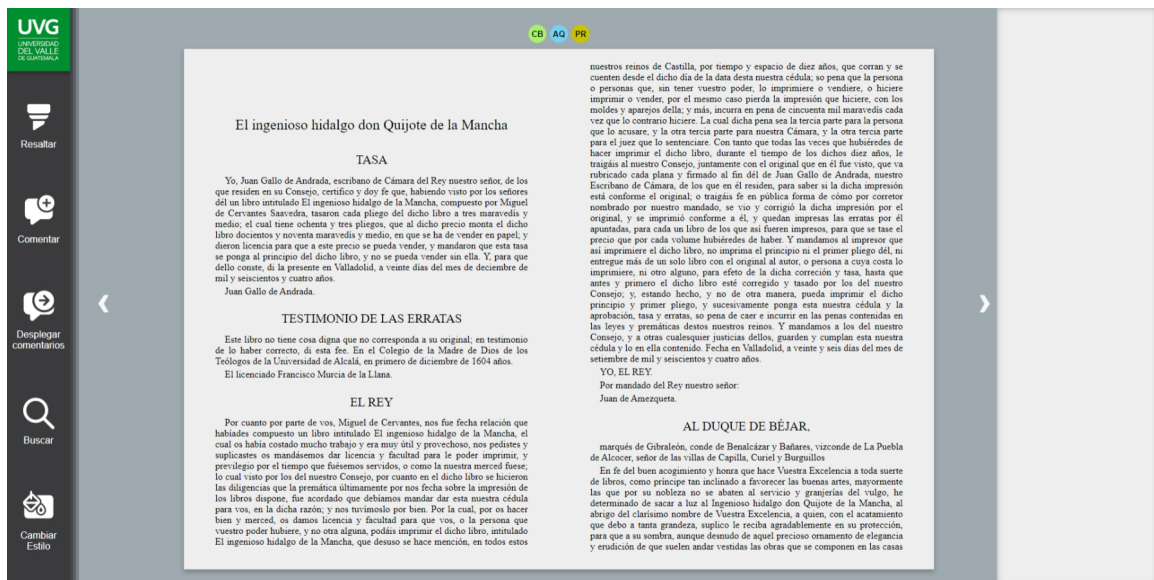 UVG
UNIVERSIDAD
DEL VALLE
DE GUATEMALA
Resaltar
Comentar
Desplegar
comentarios
Buscar
Cambiar
Estilo
CB AQ PR
El ingenioso hidalgo don Quijote de la Mancha
TASA
Yo, Juan Gallo de Andrada, escribano de Cámara del Rey nuestro señor, de los
que residen en su Consejo, certifico y doy fe que, habiendo visto por los señores
dél un libro intitulado El ingenioso hidalgo de la Mancha, compuesto por Miguel
de Cervantes Saavedra, tasaron cada pliego del dicho libro a tres maravedís y
medio; el cual tiene ochenta y tres pliegos, que al dicho precio monta el dicho
libro docientos y noventa maravedís y medio, en que se ha de vender en papel; y
dieron licencia para que a este precio se pueda vender, y mandaron que esta tasa
se ponga al principio del dicho libro, y no se pueda vender sin ella. Y, para que
dello conste, di la presente en Valladolid, a veinte días del mes de deciembre de
mil y seiscientos y cuatro años.
Juan Gallo de Andrada.
TESTIMONIO DE LAS ERRATAS
Este libro no tiene cosa digna que no corresponda a su original; en testimonio
de lo haber correcto, di esta fee. En el Colegio de la Madre de Dios de los
Teólogos de la Universidad de Alcalá, en primero de diciembre de 1604 años.
El licenciado Francisco Murcia de la Llana.
EL REY
Por cuanto por parte de vos, Miguel de Cervantes, nos fue fecha relación que
habíades compuesto un libro intitulado El ingenioso hidalgo de la Mancha, el
cual os había costado mucho trabajo y era muy útil y provechoso, nos pedistes y
suplicastes os mandásemos dar licencia y facultad para le poder imprimir, y
previlegio por el tiempo que fuésemos servidos, o como la nuestra merced fuese;
lo cual visto por los del nuestro Consejo, por cuanto en el dicho libro se hicieron
las diligencias que la premática últimamente por nos fecha sobre la impresión de
los libros dispone, fue acordado que debíamos mandar dar esta nuestra cédula
para vos, en la dicha razón; y nos tuvímoslo por bien. Por la cual, por os hacer
bien y merced, os damos licencia y facultad para que vos, o la persona que
vuestro poder hubiere, y no otra alguna, podáis imprimir el dicho libro, intitulado
El ingenioso hidalgo de la Mancha, que desuso se hace mención, en todos estos
nuestros reinos de Castilla, por tiempo y espacio de diez años, que corran y se
cuenten desde el dicho día de la data desta nuestra cédula; so pena que la persona
o personas que, sin tener vuestro poder, lo imprimiere o vendiere, o hiciere
imprimir o vender, por el mesmo caso pierda la impresión que hiciere, con los
moldes y aparejos della; y más, incurra en pena de cincuenta mil maravedís cada
vez que lo contrario hiciere. La cual dicha pena sea la tercia parte para la persona
que lo acusare, y la otra tercia parte para nuestra Cámara, y la otra tercia parte
para el juez que lo sentenciare. Con tanto que todas las veces que hubiéredes de
hacer imprimir el dicho libro, durante el tiempo de los dichos diez años, le
traigáis al nuestro Consejo, juntamente con el original que en él fue visto, que va
rubricado cada plana y firmado al fin dél de Juan Gallo de Andrada, nuestro
Escribano de Cámara, de los que en él residen, para saber si la dicha impresión
está conforme el original; o traigáis fe en pública forma de cómo por corretor
nombrado por nuestro mandado, se vio y corrigió la dicha impresión por el
original, y se imprimió conforme a él, y quedan impresas las erratas por él
apuntadas, para cada un libro de los que así fueren impresos, para que se tase el
precio que por cada volume hubiéredes de haber. Y mandamos al impresor que
así imprimiere el dicho libro, no imprima el principio ni el primer pliego dél, ni
entregue más de un solo libro con el original al autor, o persona a cuya costa lo
imprimiere, ni otro alguno, para efeto de la dicha correción y tasa, hasta que
antes y primero el dicho libro esté corregido y tasado por los del nuestro
Consejo; y, estando hecho, y no de otra manera, pueda imprimir el dicho
principio y primer pliego, y sucesivamente ponga esta nuestra cédula y la
aprobación, tasa y erratas, so pena de caer e incurrir en las penas contenidas en
las leyes y premáticas destos nuestros reinos. Y mandamos a los del nuestro
Consejo, y a otras cualesquier justicias dellos, guarden y cumplan esta nuestra
cédula y lo en ella contenido. Fecha en Valladolid, a veinte y seis días del mes de
setiembre de mil y seiscientos y cuatro años.
YO, EL REY.
Por mandado del Rey nuestro señor:
Juan de Amezqueta.
AL DUQUE DE BÉJAR,
marqués de Gibraleón, conde de Benalcázar y Bañares, vizconde de La Puebla
de Alcocer, señor de las villas de Capilla, Curiel y Burguillos
En fe del buen acogimiento y honra que hace Vuestra Excelencia a toda suerte
de libros, como príncipe tan inclinado a favorecer las buenas artes, mayormente
las que por su nobleza no se abaten al servicio y granjerías del vulgo, he
determinado de sacar a luz al Ingenioso hidalgo don Quijote de la Mancha, al
abrigo del clarísimo nombre de Vuestra Excelencia, a quien, con el acatamiento
que debo a tanta grandeza, suplico le reciba agradablemente en su protección,
para que a su sombra, aunque desnudo de aquel precioso ornamento de elegancia
y erudición de que suelen andar vestidas las obras que se componen en las casas